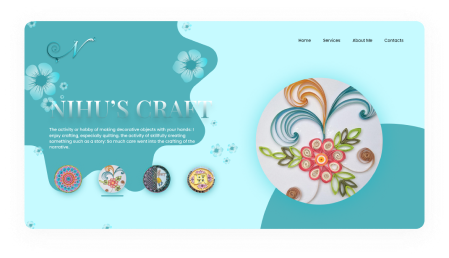 Home Services About Me Contacts
NIHU'S CRAFT
The activity or hobby of making decorative objects with your hands: I
enjoy crafting, especially quilling, the activity of skilfully creating
something such as a story: So much care went into the crafting of the
narrative.